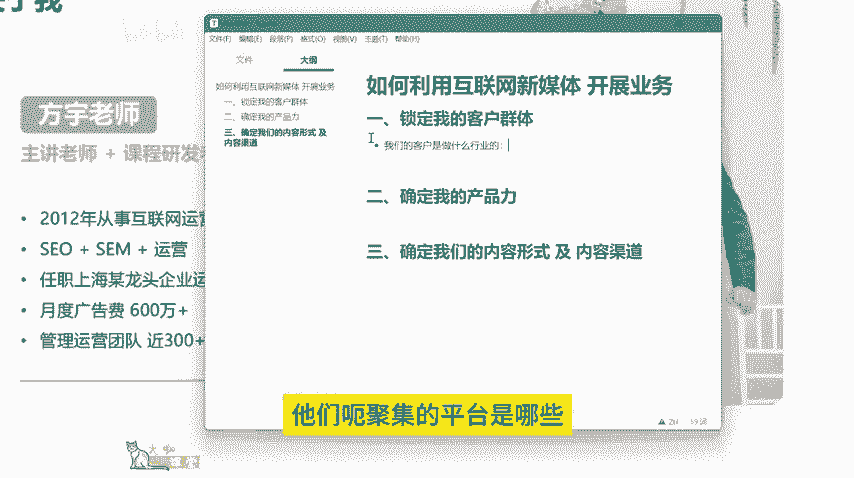 于我
文件(F) 编辑(E) 段落(P) 格式(O) 视图(V) 主题(T) 帮助(H)
文件 大纲
如何利用互联网新媒体 开展业务
一、锁定我的客户群体
二、确定我的产品力
三、确定我们的内容形式 及
内容渠道
如何利用互联网新媒体 开展业务
一、锁定我的客户群体
• 我们的客户是做什么行业的:
二、确定我的产品力
三、确定我们的内容形式 及 内容渠道
方宇老师
主讲老师 + 课程研发
• 2012年从事互联网运营
• SEO + SEM + 运营
• 任职上海某龙头企业运
• 月度广告费 600万+
• 管理运营团队 近300+
他们呃聚集的平台是哪些